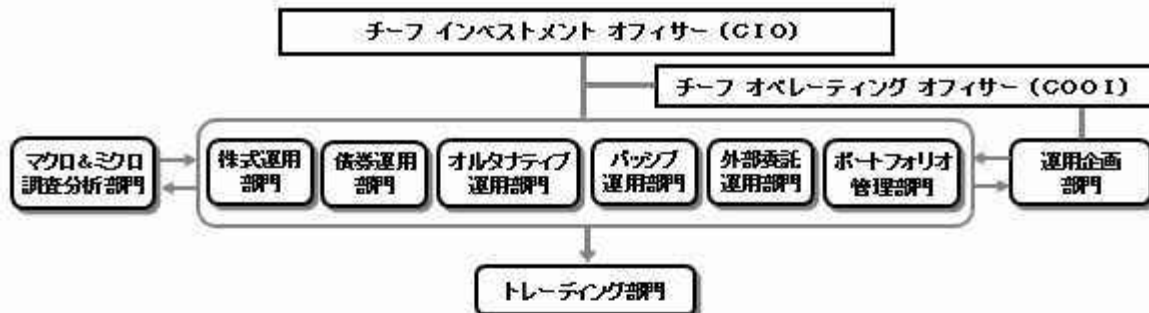 チーフ インベストメント オフィサー (CIO)
チーフ オペレーティング オフィサー (COOI)
マクロ&ミクロ
調査分析部門
株式運用
部門
債券運用
部門
オルタナティブ
運用部門
パッシブ
運用部門
外部委託
運用部門
ポートフォリオ
管理部門
運用企画
部門
トレーディング部門